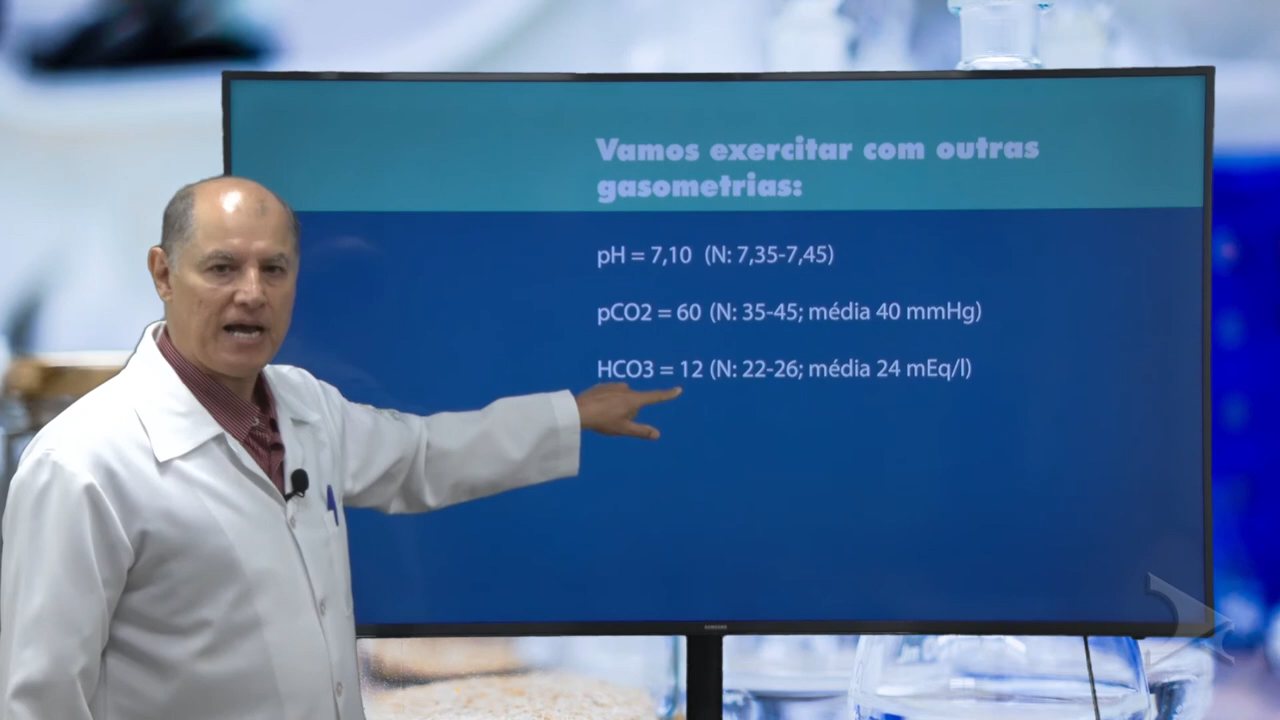 Vamos exercitar com outras
gasometrias:
pH = 7,10 (N: 7,35-7,45)
pCO2 = 60 (N: 35-45; média 40 mmHg)
HCO3 = 12 (N: 22-26; média 24 mEq/l)
SAMSUNG